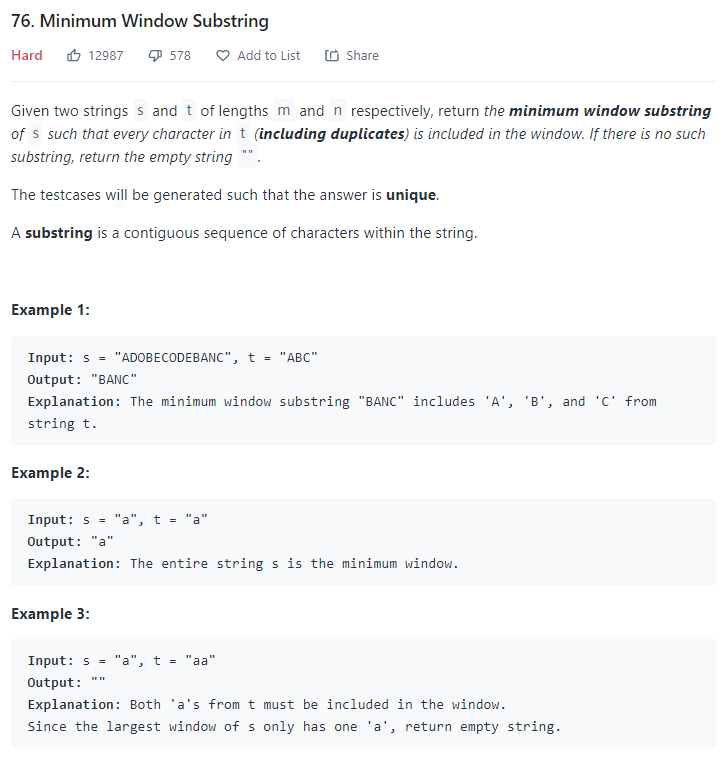 76. Minimum Window Substring
Hard 12987 578 Add to List Share
Given two strings s and t of lengths m and n respectively, return the minimum window substring
of s such that every character in t (including duplicates) is included in the window. If there is no such
substring, return the empty string "".
The testcases will be generated such that the answer is unique.
A substring is a contiguous sequence of characters within the string.
Example 1:
Input: s = "ADOBECODEBANC", t = "ABC"
Output: "BANC"
Explanation: The minimum window substring "BANC" includes 'A', 'B', and 'C' from
string t.
Example 2:
Input: s = "a", t = "a"
Output: "a"
Explanation: The entire string s is the minimum window.
Example 3:
Input: s = "a", t = "aa"
Output: ""
Explanation: Both 'a's from t must be included in the window.
Since the largest window of s only has one 'a', return empty string.